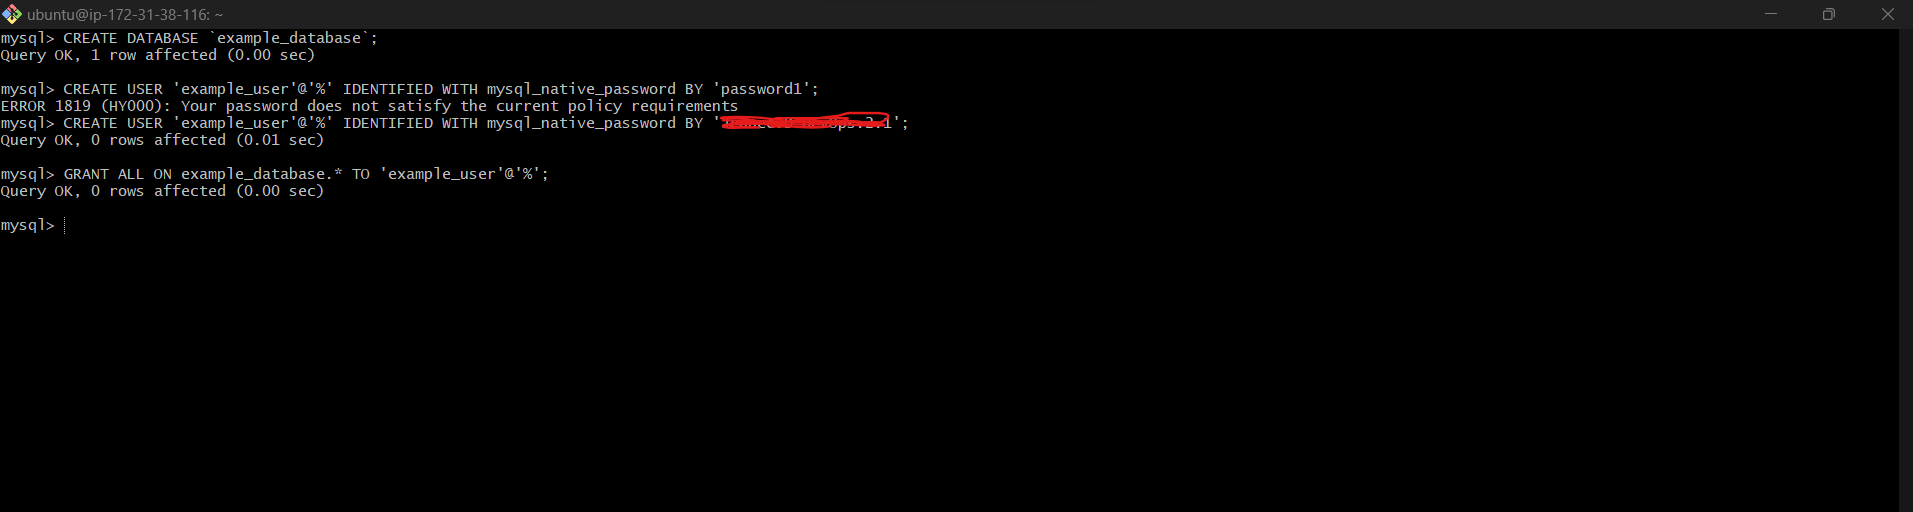 ubuntu@ip-172-31-38-116: ~
mysql> CREATE DATABASE `example_database`;
Query OK, 1 row affected (0.00 sec)
mysql> CREATE USER 'example_user'@'%' IDENTIFIED WITH mysql_native_password BY 'password1';
ERROR 1819 (HY000): Your password does not satisfy the current policy requirements
mysql> CREATE USER 'example_user'@'%' IDENTIFIED WITH mysql_native_password BY ' ';
Query OK, 0 rows affected (0.01 sec)
mysql> GRANT ALL ON example_database.* TO 'example_user'@'%';
Query OK, 0 rows affected (0.00 sec)
mysql>